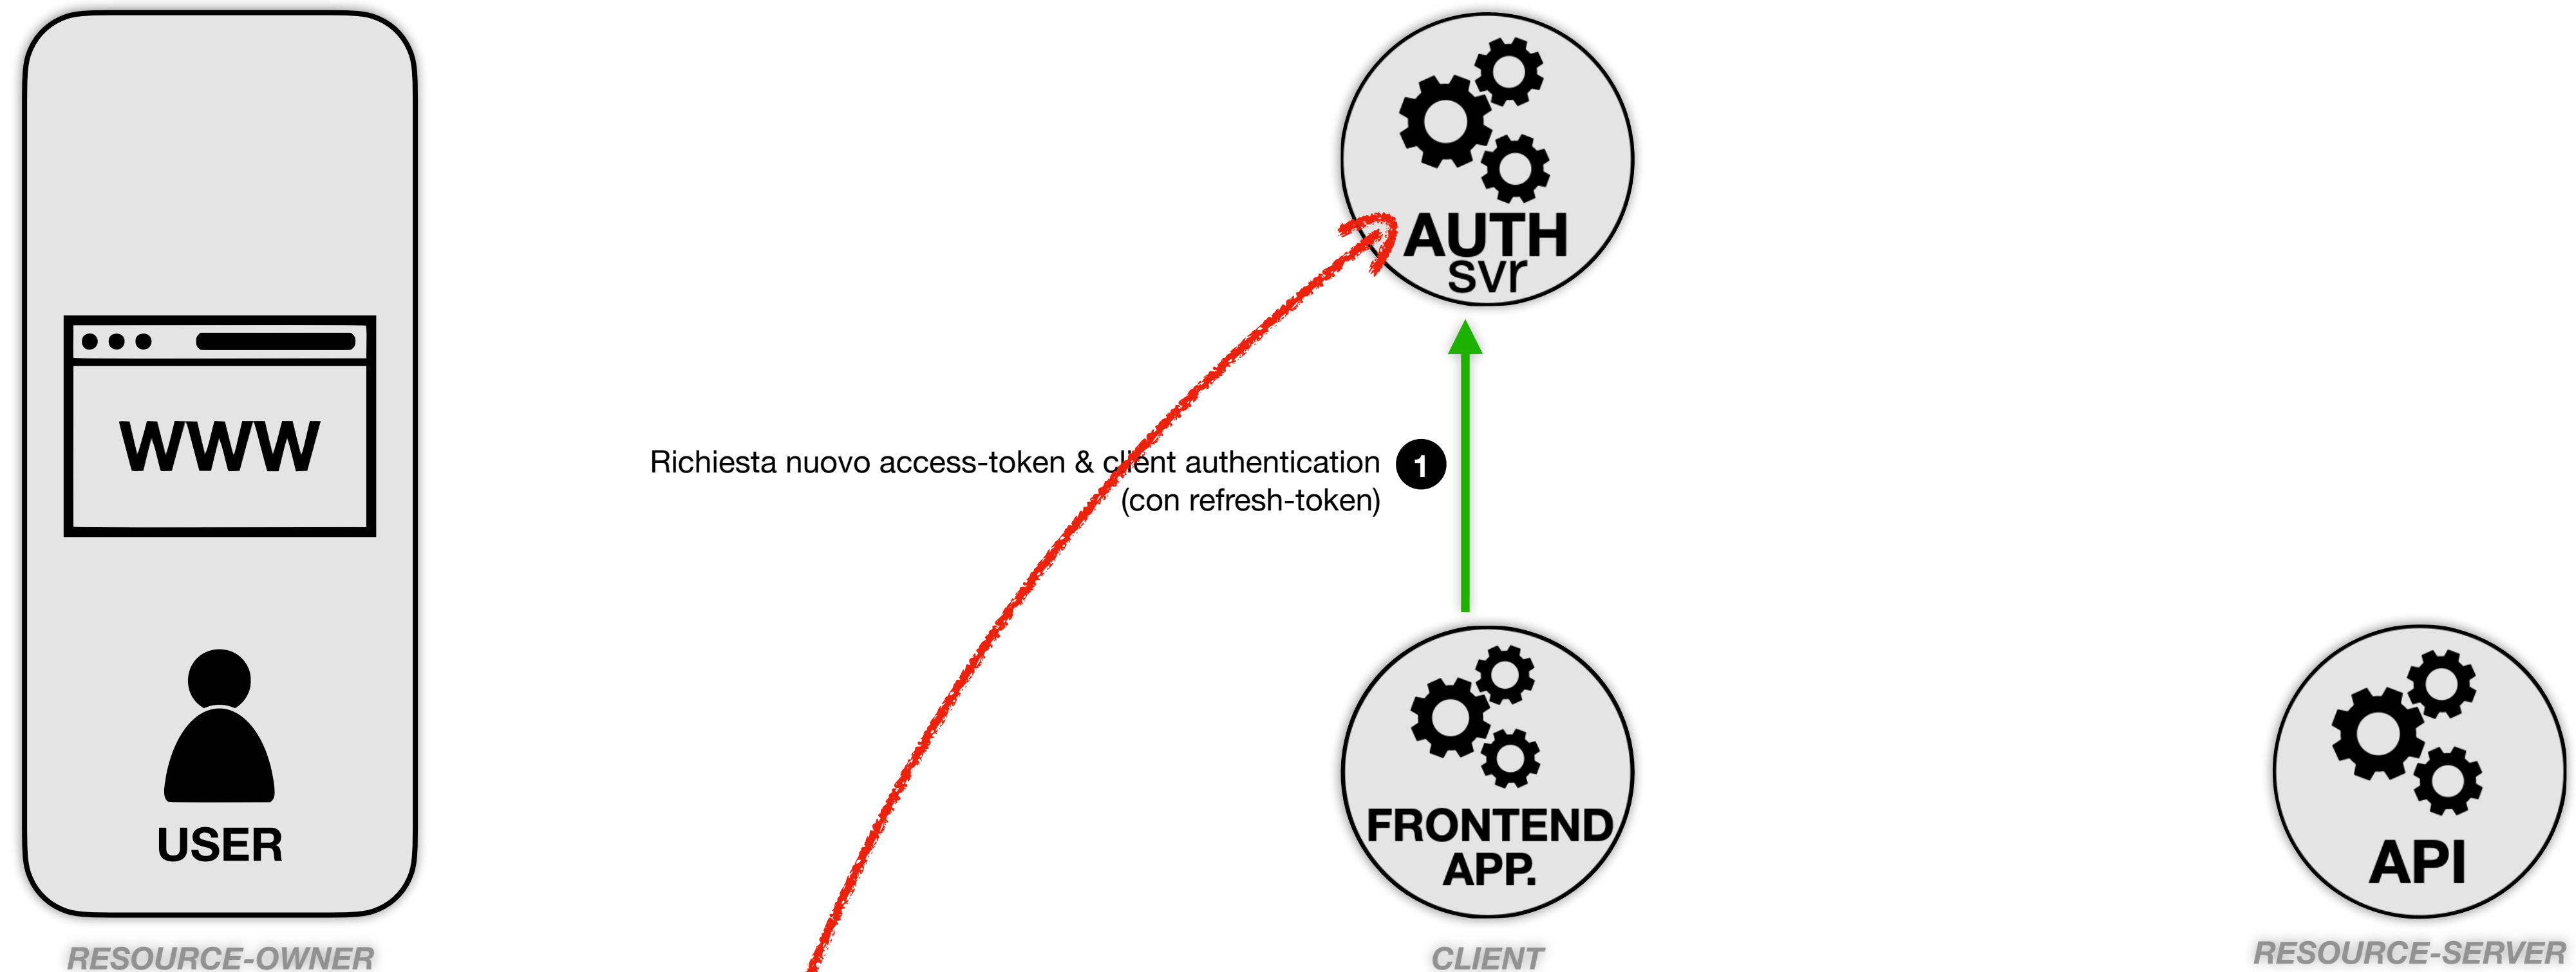 AUTH
svr
WWW
Richiesta nuovo access-token & client authentication
(con refresh-token)
1
USER
FRONTEND
APP.
API
RESOURCE-OWNER
CLIENT
RESOURCE-SERVER